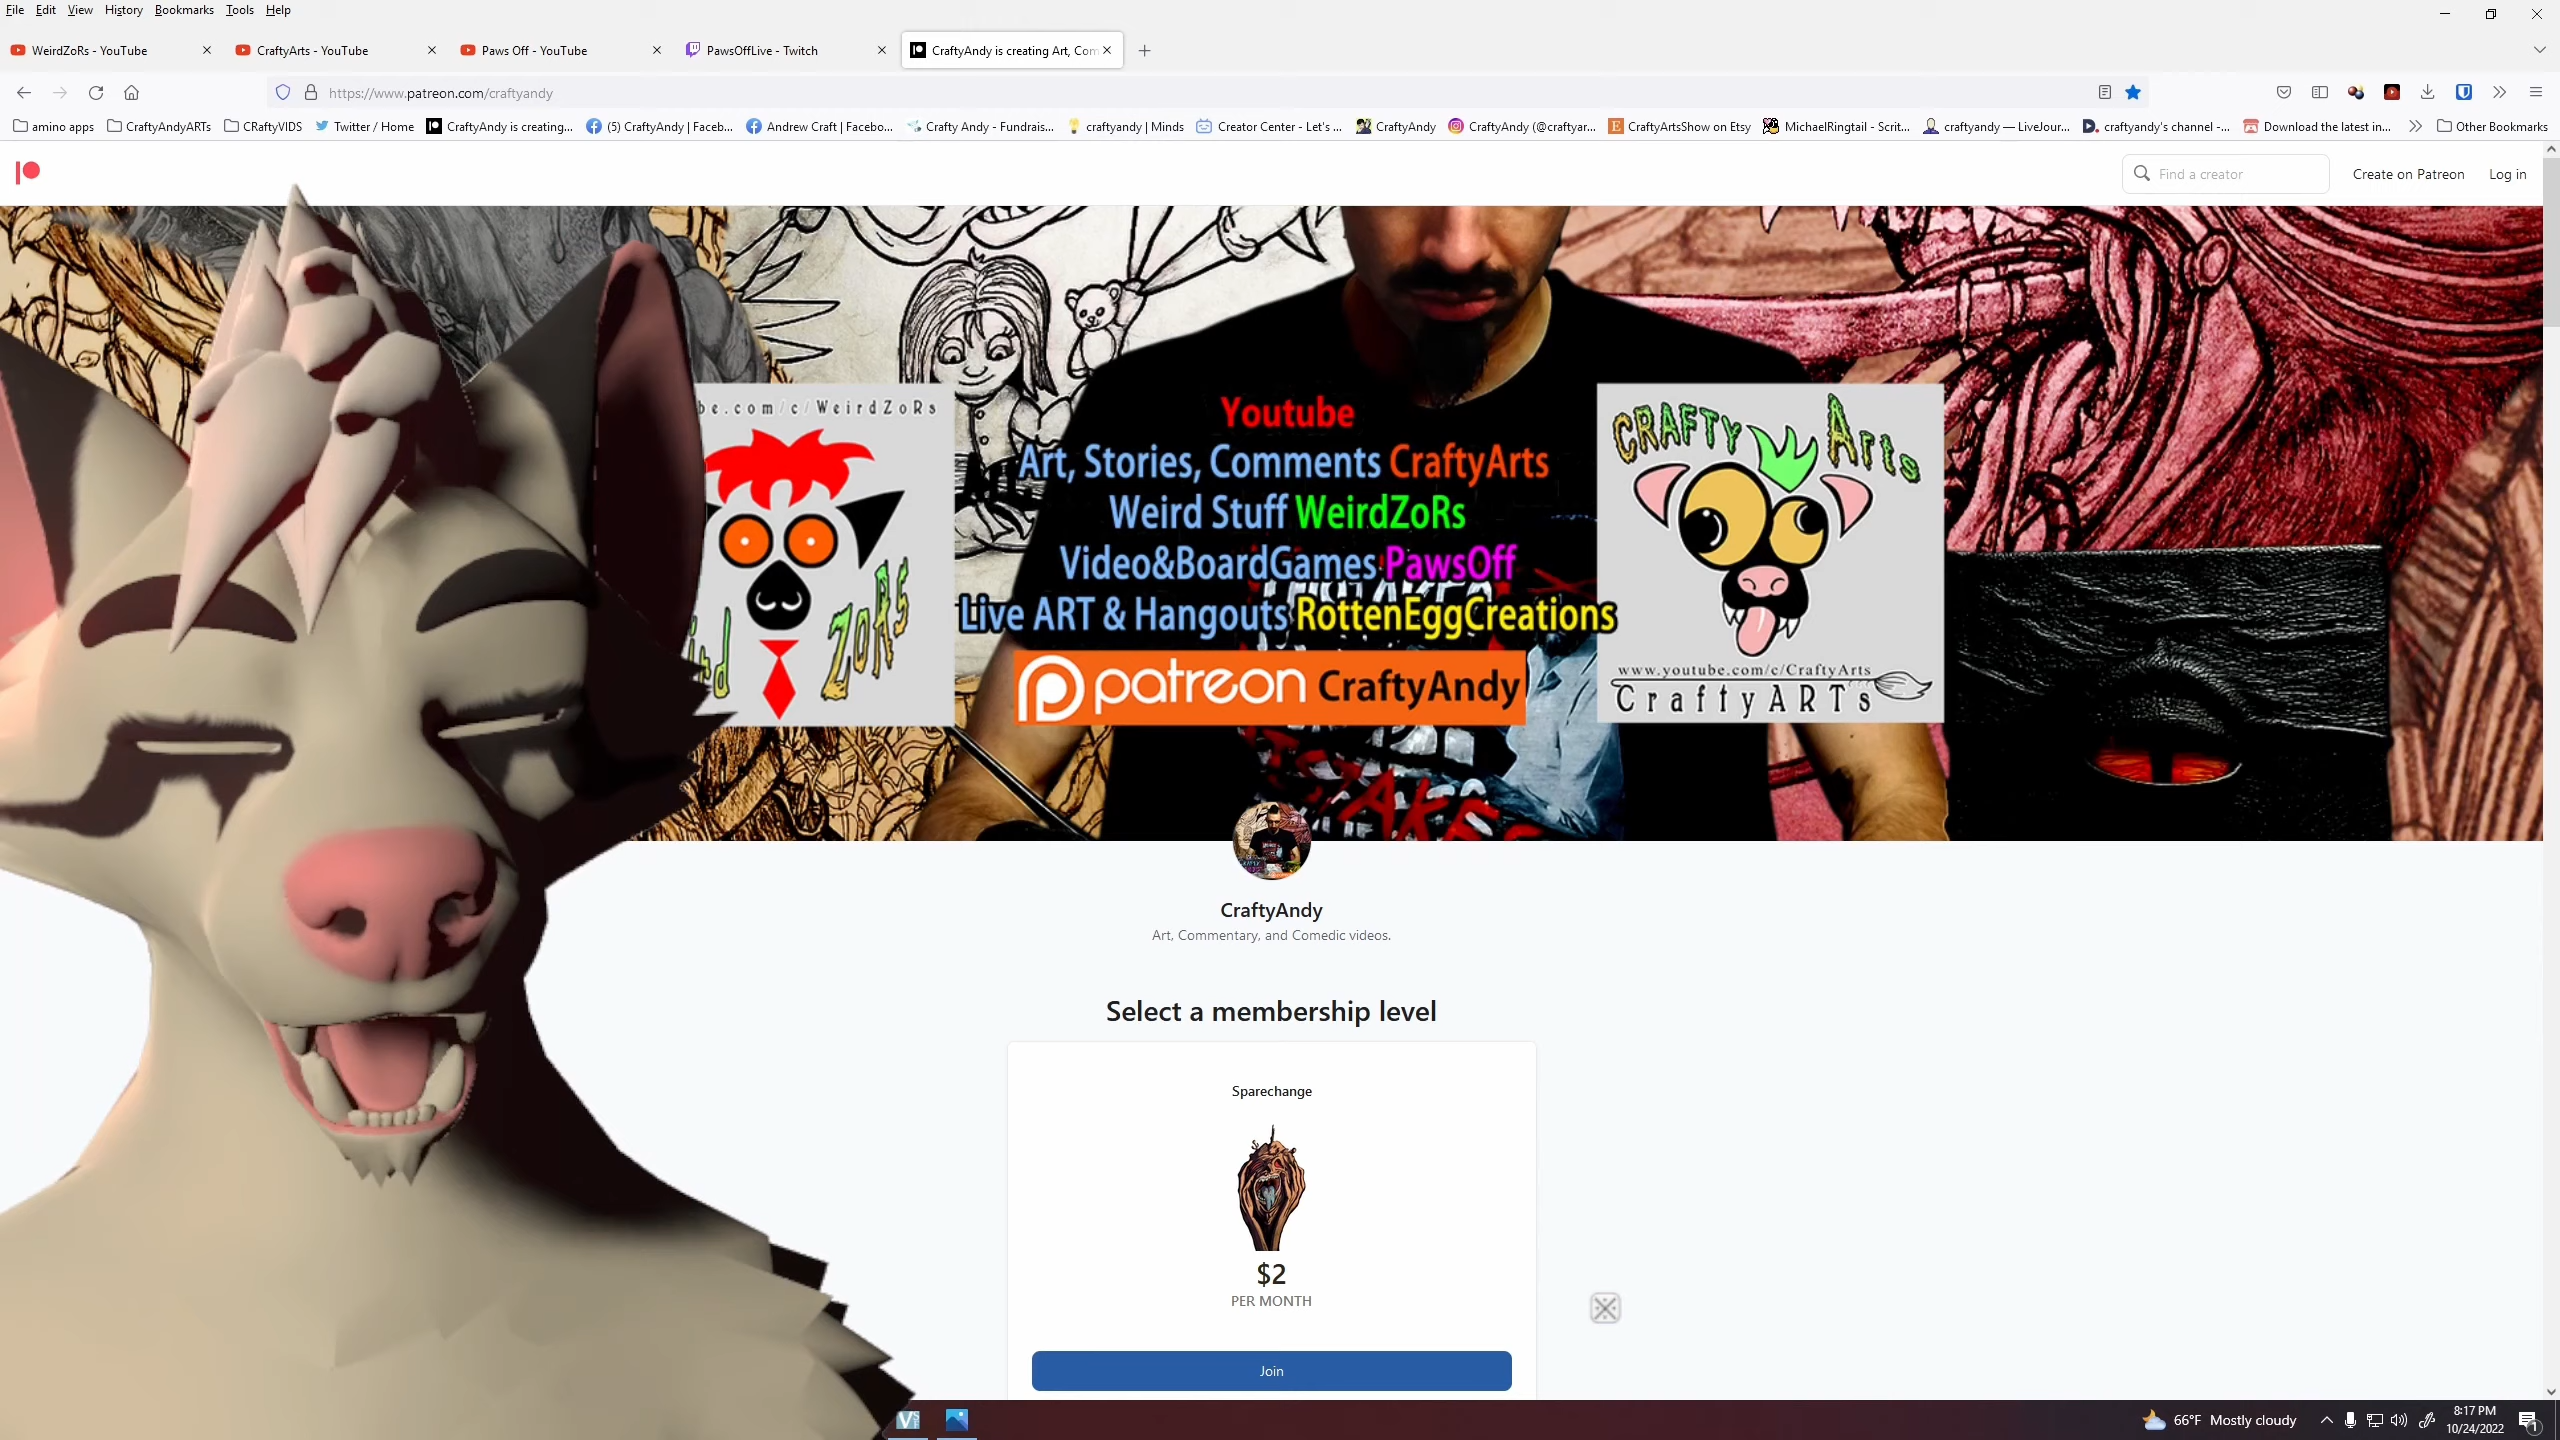 File Edit View History Bookmarks Tools Help
WeirdZoRs - YouTube
CraftyArts - YouTube
Paws Off - YouTube
PawsOffLive - Twitch
CraftyAndy is creating Art, Com
https://www.patreon.com/craftyandy
amino apps
CraftyAndyARTs
CRaftyVIDS
Twitter / Home
CraftyAndy is creating...
(5) CraftyAndy | Faceb...
Andrew Craft | Facebo...
Crafty Andy - Fundrais...
craftyandy | Minds
Creator Center - Let's ...
CraftyAndy
CraftyAndy (@craftyar...
CraftyArtsShow on Etsy
MichaelRingtail - Scrit...
craftyandy — LiveJour...
craftyandy's channel -...
Download the latest in...
Other Bookmarks
Find a creator
Create on Patreon
Log in
be.com/c/WeirdZoRs
ird ZoRs
Youtube
Art, Stories, Comments CraftyArts
Weird Stuff WeirdZoRs
Video&BoardGames PawsOff
Live ART & Hangouts RottenEggCreations
patreon CraftyAndy
CRAFTY Arts
www.youtube.com/c/CraftyArts
CraftyARTs
CraftyAndy
Art, Commentary, and Comedic videos.
Select a membership level
Sparechange
$2
PER MONTH
Join
66°F Mostly cloudy
8:17 PM
10/24/2022
1